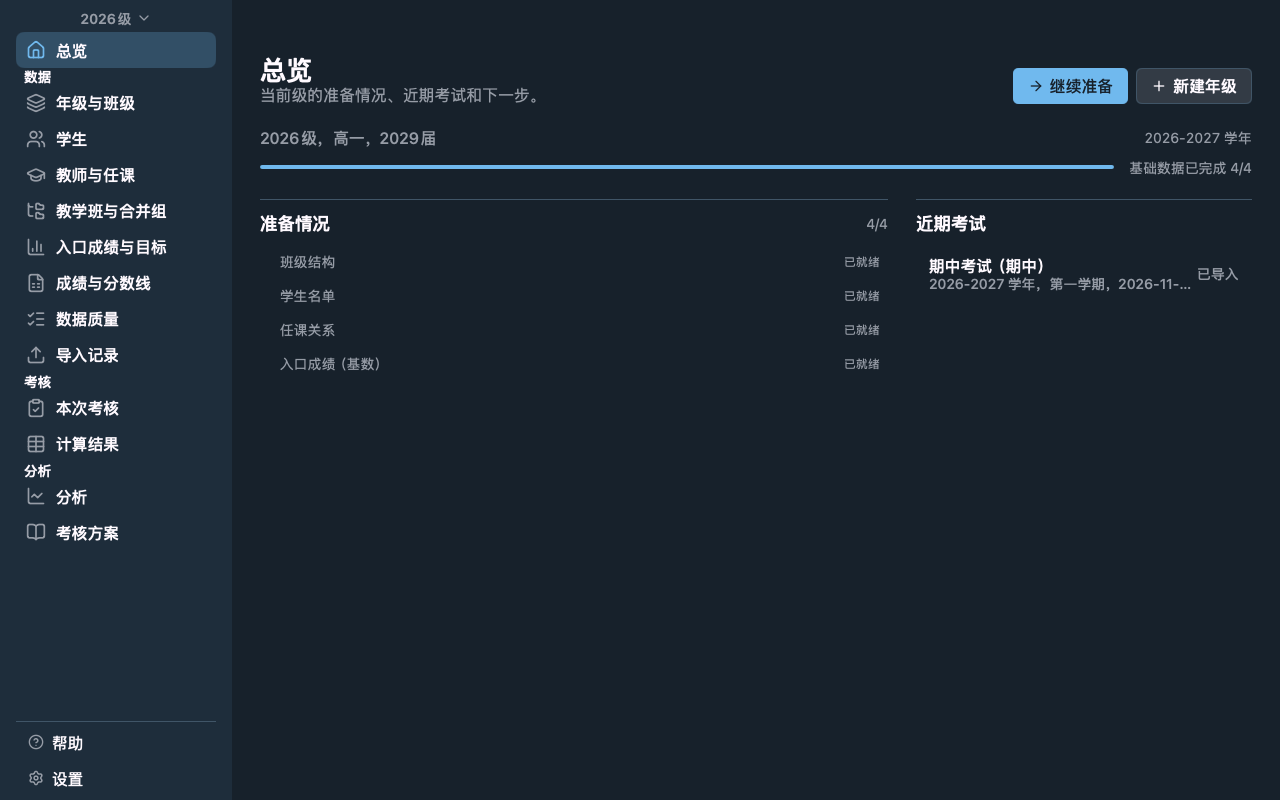 2026级
总览
数据
年级与班级
学生
教师与任课
教学班与合并组
入口成绩与目标
成绩与分数线
数据质量
导入记录
考核
本次考核
计算结果
分析
分析
考核方案
帮助
设置
总览
当前级的准备情况、近期考试和下一步。
继续准备
新建年级
2026级，高一，2029届
2026-2027 学年
基础数据已完成 4/4
准备情况
4/4
班级结构
已就绪
学生名单
已就绪
任课关系
已就绪
入口成绩（基数）
已就绪
近期考试
期中考试（期中）
2026-2027 学年，第一学期，2026-11-...
已导入